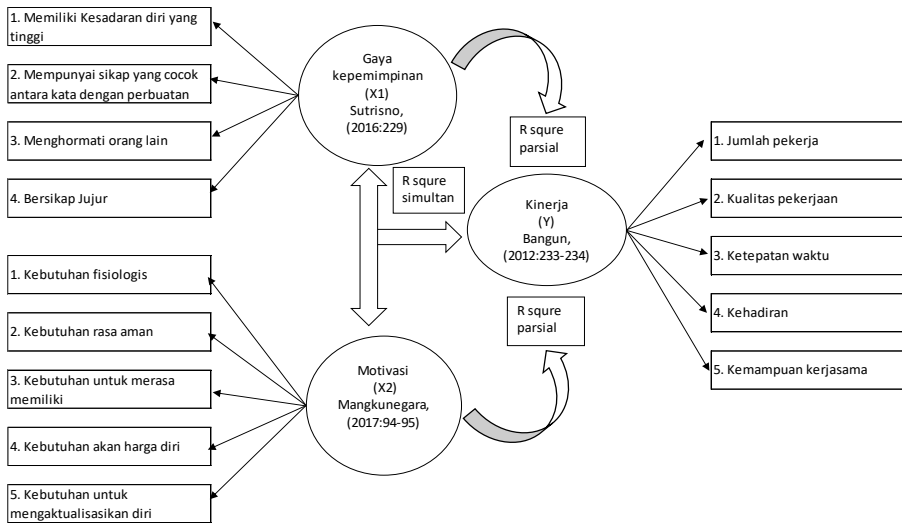 1. Memiliki Kesadaran diri yang
tinggi
2. Mempunyai sikap yang cocok
antara kata dengan perbuatan
3. Menghormati orang lain
4. Bersikap Jujur
1. Kebutuhan fisiologis
2. Kebutuhan rasa aman
3. Kebutuhan untuk merasa
memiliki
4. Kebutuhan akan harga diri
5. Kebutuhan untuk
mengaktualisasikan diri
Gaya
kepemimpinan
(X1)
Sutrisno,
(2016:229)
R squre
simultan
Motivasi
(X2)
Mangkunegara,
(2017:94-95)
R squre
parsial
Kinerja
(Y)
Bangun,
(2012:233-234)
R squre
parsial
1. Jumlah pekerja
2. Kualitas pekerjaan
3. Ketepatan waktu
4. Kehadiran
5. Kemampuan kerjasama